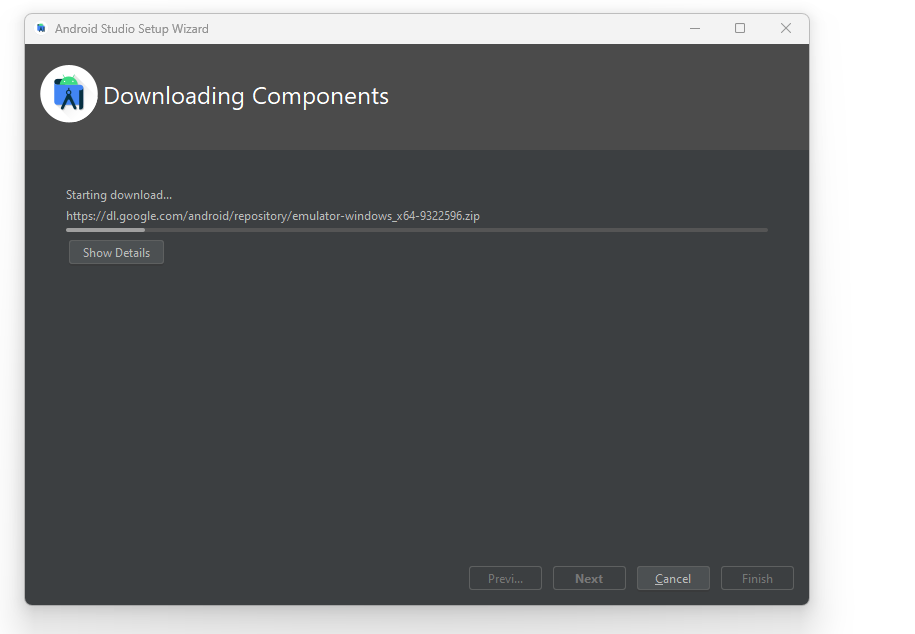 Android Studio Setup Wizard
Downloading Components
Starting download...
https://dl.google.com/android/repository/emulator-windows_x64-9322596.zip
Show Details
Previ... Next Cancel Finish